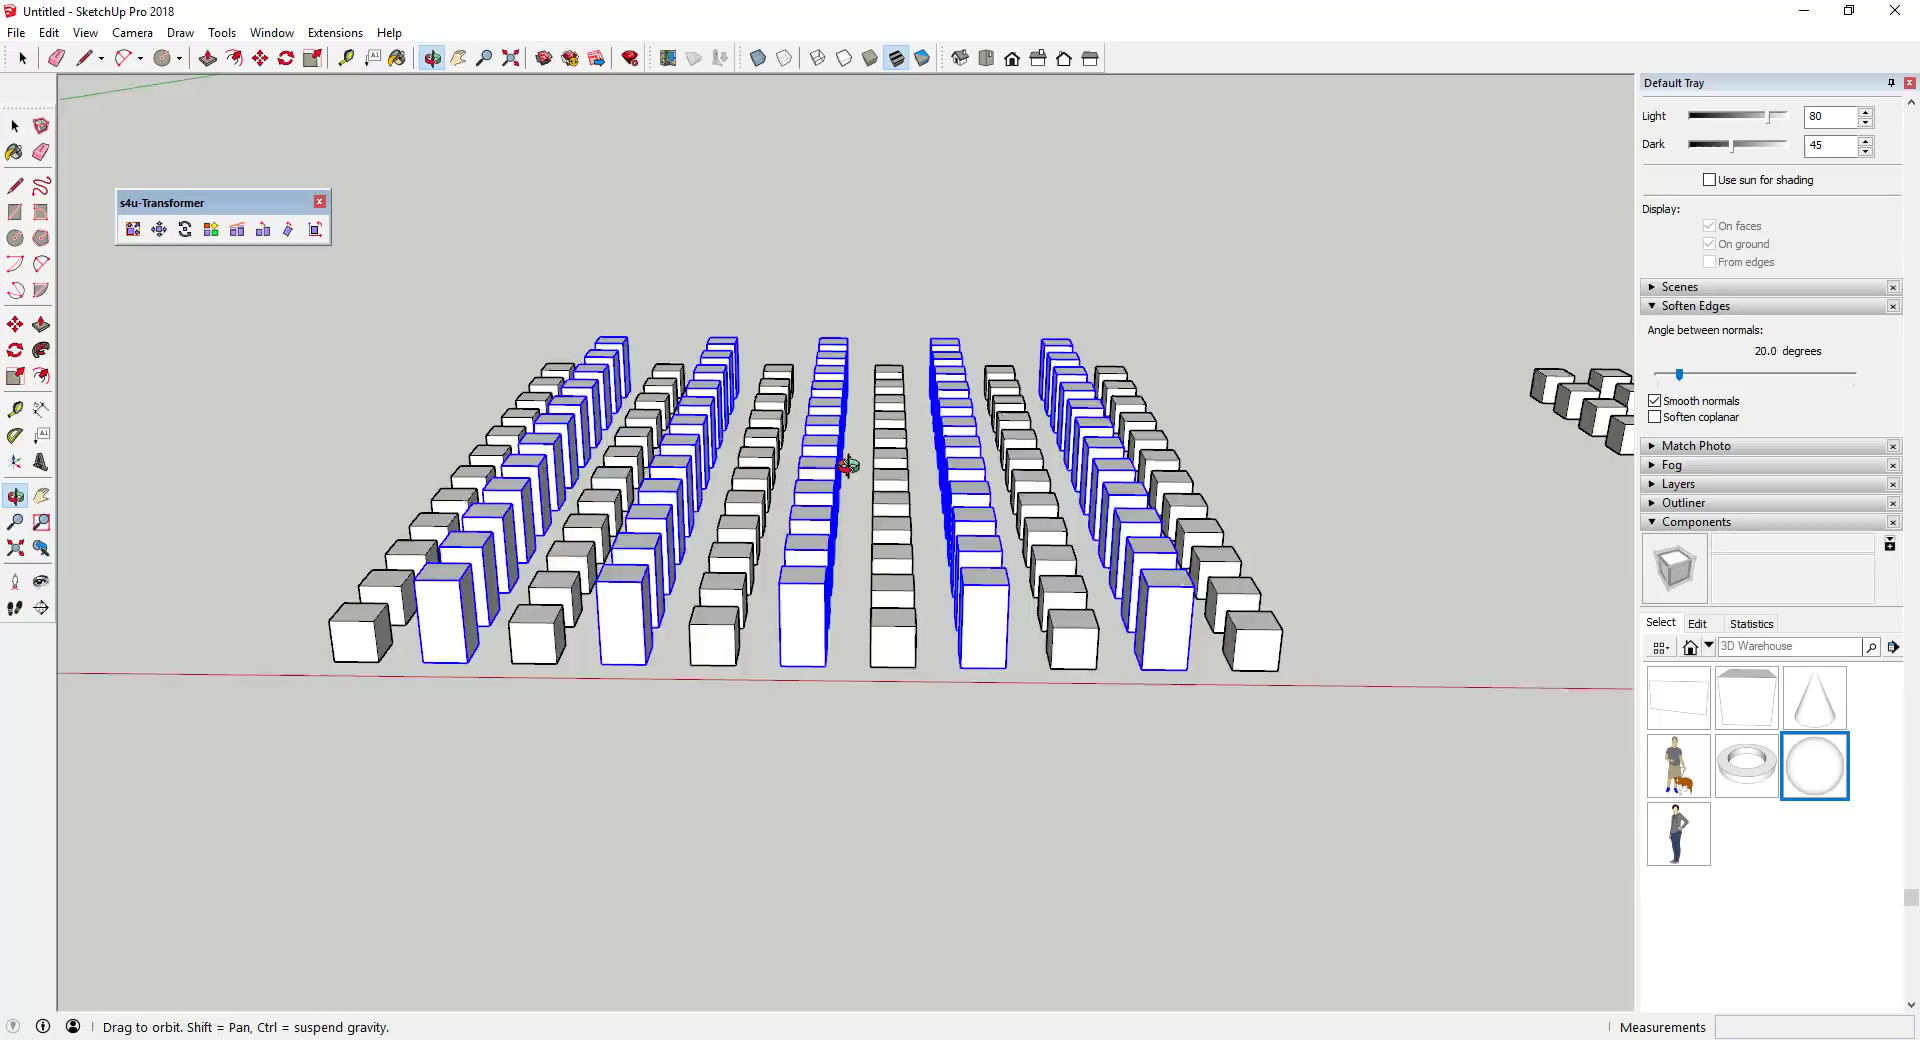 Untitled - SketchUp Pro 2018
File Edit View Camera Draw Tools Window Extensions Help
Default Tray
Light 80
Dark 45
Use sun for shading
Display:
On faces
On ground
From edges
Scenes
Soften Edges
Angle between normals:
20.0 degrees
Smooth normals
Soften coplanar
Match Photo
Fog
Layers
Outliner
Components
Select Edit Statistics
3D Warehouse
s4u-Transformer
Drag to orbit. Shift = Pan, Ctrl = suspend gravity.
Measurements